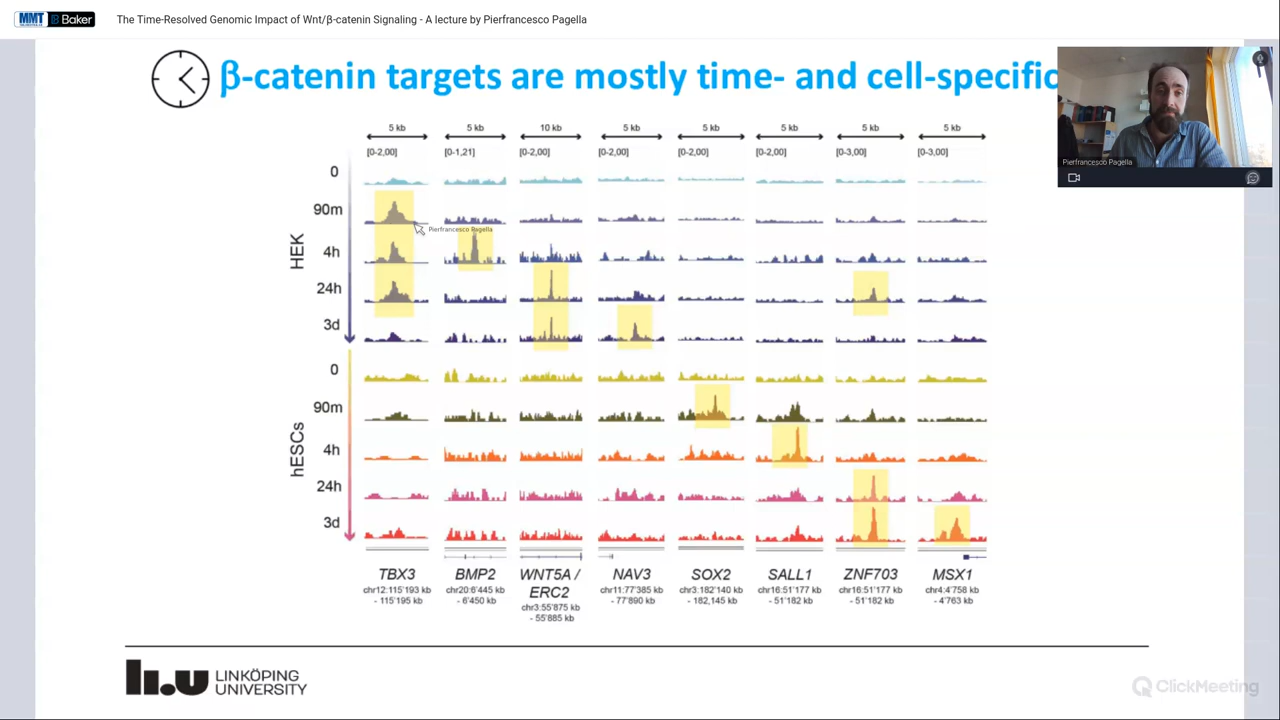 MMT Baker
The Time-Resolved Genomic Impact of Wnt/β-catenin Signaling - A lecture by Pierfrancesco Pagella
β-catenin targets are mostly time- and cell-specific
Pierfrancesco Pagella
5 kb 5 kb 10 kb 5 kb 5 kb 5 kb 5 kb 5 kb
[0-2,00] [0-1,21] [0-2,00] [0-2,00] [0-2,00] [0-2,00] [0-3,00] [0-3,00]
HEK
0
90m
Pierfrancesco Pagella
4h
24h
3d
hESCs
0
90m
4h
24h
3d
TBX3 BMP2 WNT5A / ERC2 NAV3 SOX2 SALL1 ZNF703 MSX1
chr12:115'193 kb - 115'195 kb
chr20:6'445 kb - 6'450 kb
chr3:55'875 kb - 55'885 kb
chr11:77'385 kb - 77'890 kb
chr3:182'140 kb - 182,145 kb
chr16:51'177 kb - 51'182 kb
chr16:51'177 kb - 51'182 kb
chr4:4'758 kb - 4'763 kb
li.u LINKÖPING
UNIVERSITY
ClickMeeting